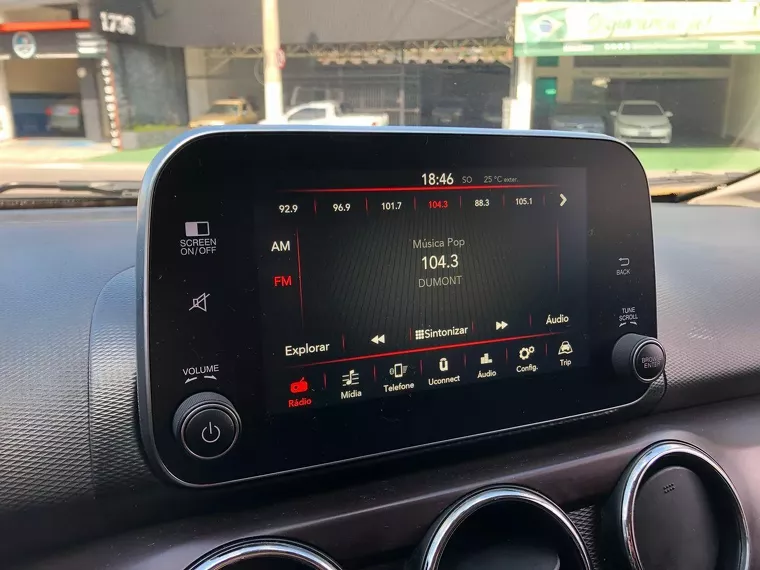 1736
18:46 SO 25 °C exter.
92.9 96.9 101.7 104.3 88.3 105.1
SCREEN
ON/OFF
AM
FM
Música Pop
104.3
DUMONT
BACK
TUNE
SCROLL
Explorar Sintonizar Áudio
VOLUME
Rádio Mídia Telefone Uconnect Áudio Config. Trip
BROWSE
ENTER